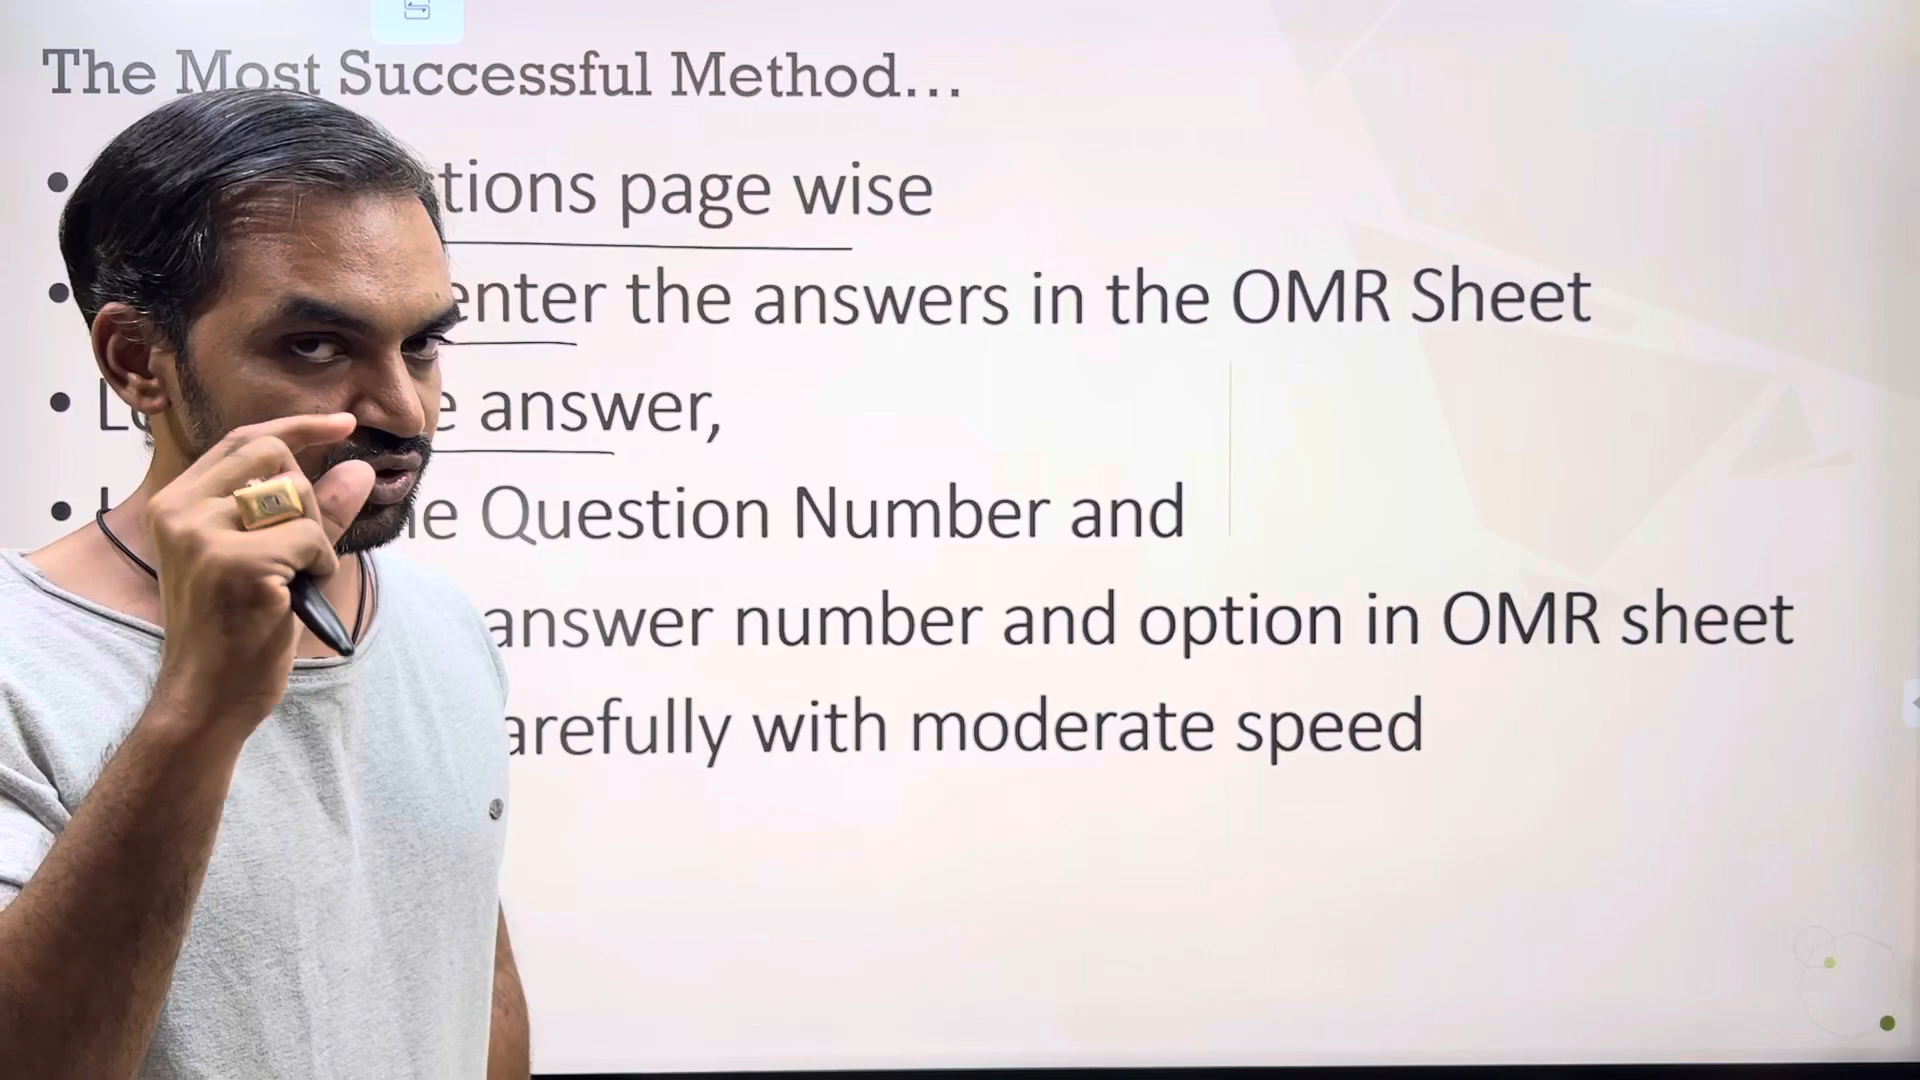 The Most Successful Method...
tions page wise
enter the answers in the OMR Sheet
answer,
Question Number and
answer number and option in OMR sheet
arefully with moderate speed